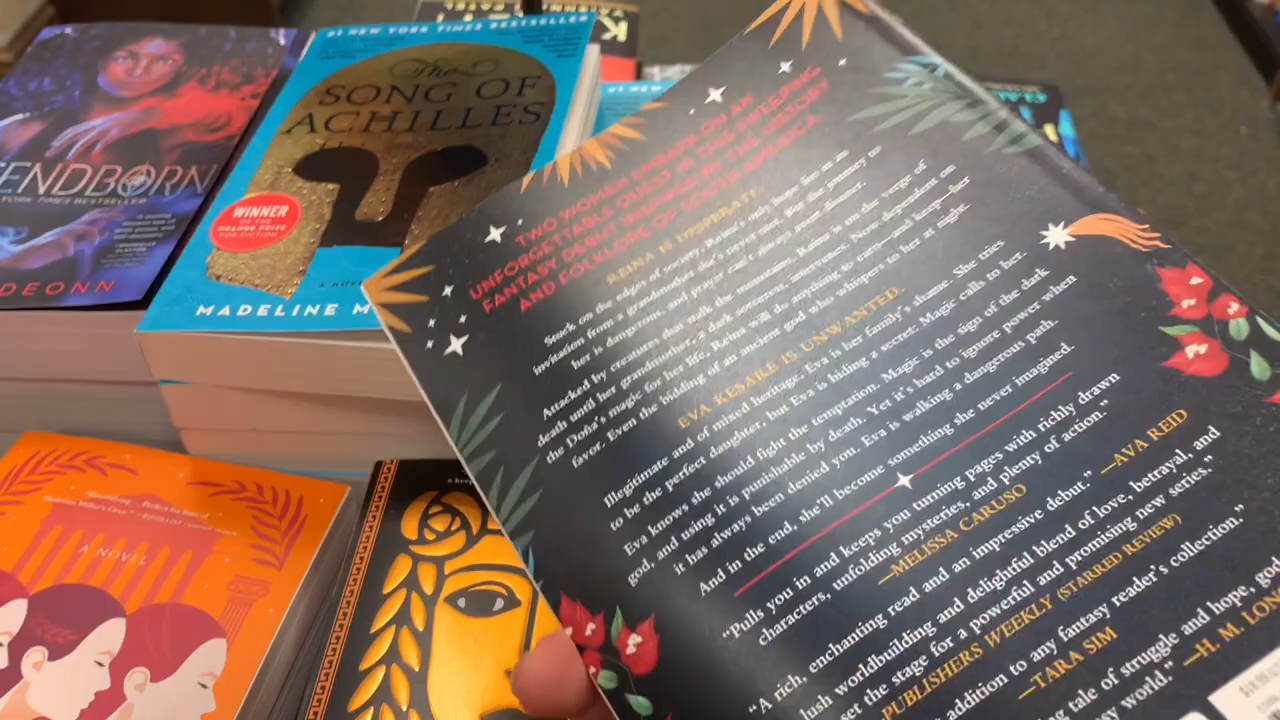 ENDBORN
YORK TIMES BESTSELLER
DEONN
#1 NEW YORK TIMES BESTSELLER
The
SONG OF
ACHILLES
WINNER
OF THE
ORANGE PRIZE
FOR FICTION
A NOVE
MADELINE M
A NOVEL
TWO WOMEN EMBARK ON AN
UNFORGETTABLE QUEST IN THIS SWEEPING
FANTASY DEBUT INSPIRED BY THE HISTORY
AND FOLKLORE OF SOUTH AMERICA
REINA IS DESPERATE.
Stuck on the edges of society, Reina's only hope lies in an
invitation from a grandmother she's never met. But the journey to
her is dangerous, and prayer can't always avert disaster.
Attacked by creatures that stalk the mountains, Reina is on the verge of
death until her grandmother, a dark sorceress, intervenes. Now dependent on
the Doña's magic for her life, Reina will do anything to earn—and keep—her
favor. Even the bidding of an ancient god who whispers to her at night.
EVA KESARE IS UNWANTED.
Illegitimate and of mixed heritage, Eva is her family's shame. She tries
to be the perfect daughter, but Eva is hiding a secret: Magic calls to her.
Eva knows she should fight the temptation. Magic is the sign of the dark
god, and using it is punishable by death. Yet it's hard to ignore power when
it has always been denied you. Eva is walking a dangerous path.
And in the end, she'll become something she never imagined.
"Pulls you in and keeps you turning pages with richly drawn
characters, unfolding mysteries, and plenty of action."
—MELISSA CARUSO
"A rich, enchanting read and an impressive debut." —AVA REID
lush worldbuilding and delightful blend of love, betrayal, and
set the stage for a powerful and promising new series."
PUBLISHERS WEEKLY (STARRED REVIEW)
addition to any fantasy reader's collection."
—TARA SIM
ng tale of struggle and hope, god
ny world." —H. M. LON